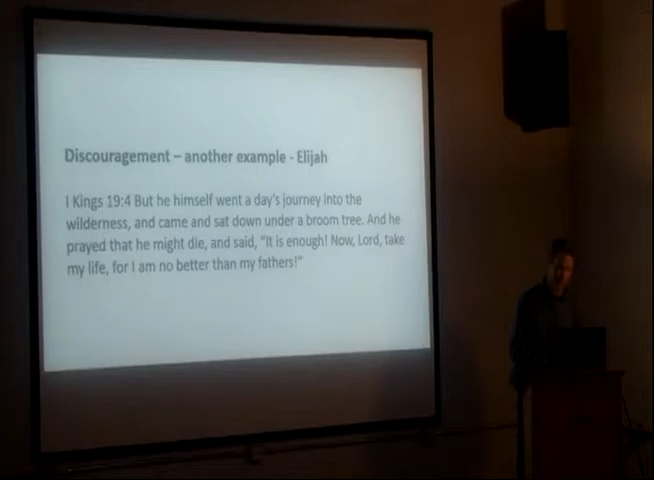 Discouragement – another example - Elijah
I Kings 19:4 But he himself went a day's journey into the
wilderness, and came and sat down under a broom tree. And he
prayed that he might die, and said, "It is enough! Now, Lord, take
my life, for I am no better than my fathers!"